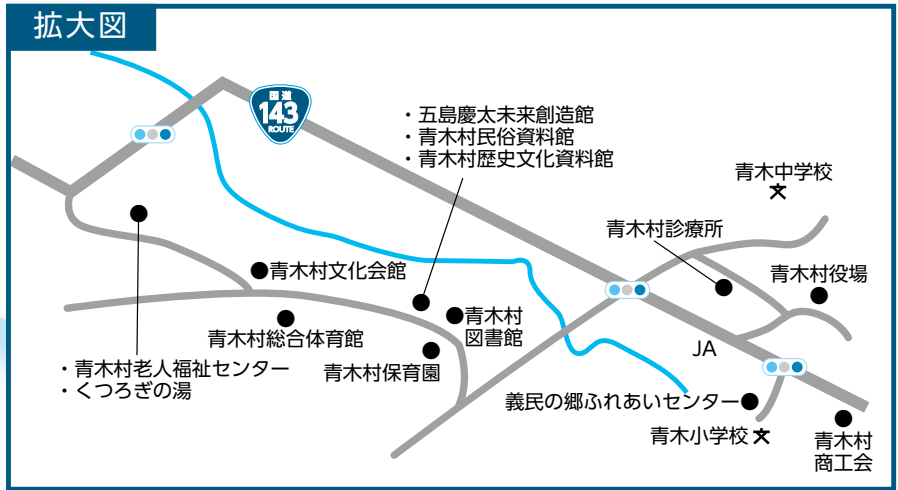 拡大図
国道
143
ROUTE
・五島慶太未来創造館
・青木村民俗資料館
・青木村歴史文化資料館
青木中学校
青木村診療所
青木村役場
青木村文化会館
青木村
図書館
青木村総合体育館
JA
・青木村老人福祉センター
・くつろぎの湯
青木村保育園
義民の郷ふれあいセンター
青木小学校
青木村
商工会